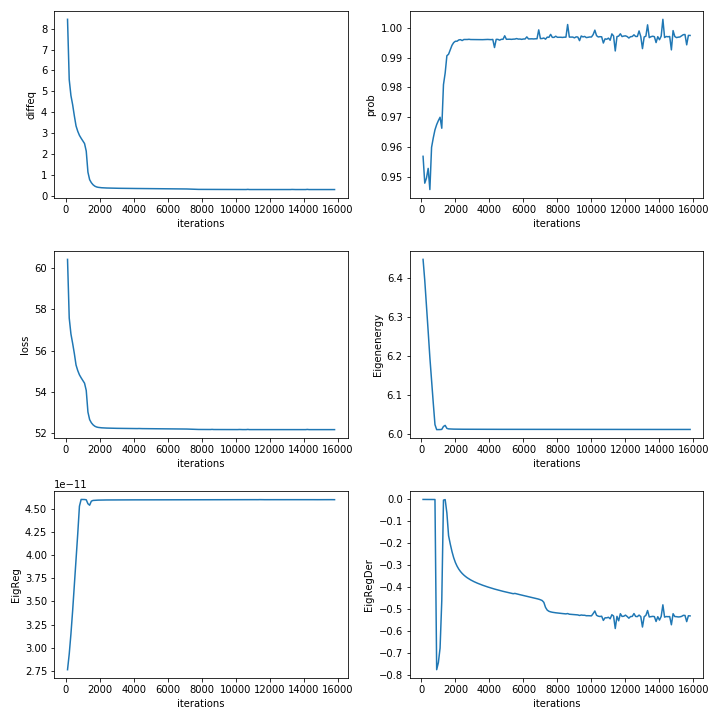 diffeq
8
7
6
5
4
3
2
1
0
0 2000 4000 6000 8000 10000 12000 14000 16000
iterations
prob
1.00
0.99
0.98
0.97
0.96
0.95
0 2000 4000 6000 8000 10000 12000 14000 16000
iterations
loss
60
58
56
54
52
0 2000 4000 6000 8000 10000 12000 14000 16000
iterations
Eigenenergy
6.4
6.3
6.2
6.1
6.0
0 2000 4000 6000 8000 10000 12000 14000 16000
iterations
1e−11
EigReg
4.50
4.25
4.00
3.75
3.50
3.25
3.00
2.75
0 2000 4000 6000 8000 10000 12000 14000 16000
iterations
EigRegDer
0.0
−0.1
−0.2
−0.3
−0.4
−0.5
−0.6
−0.7
−0.8
0 2000 4000 6000 8000 10000 12000 14000 16000
iterations